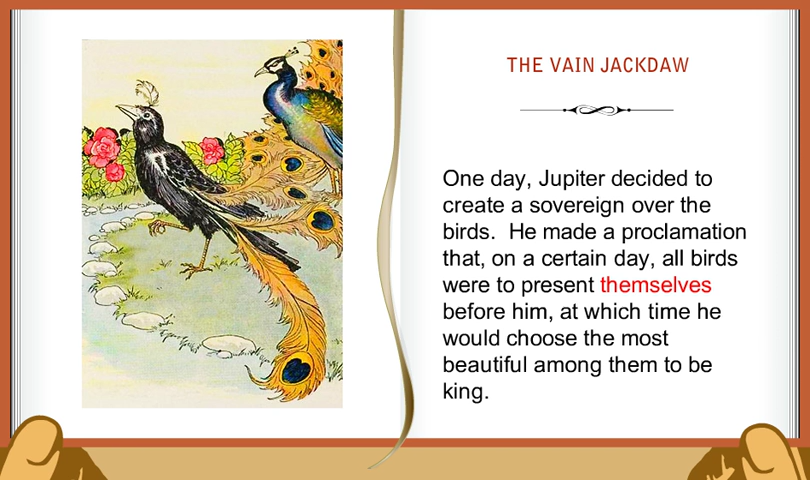 THE VAIN JACKDAW
One day, Jupiter decided to
create a sovereign over the
birds.  He made a proclamation
that, on a certain day, all birds
were to present themselves
before him, at which time he
would choose the most
beautiful among them to be
king.